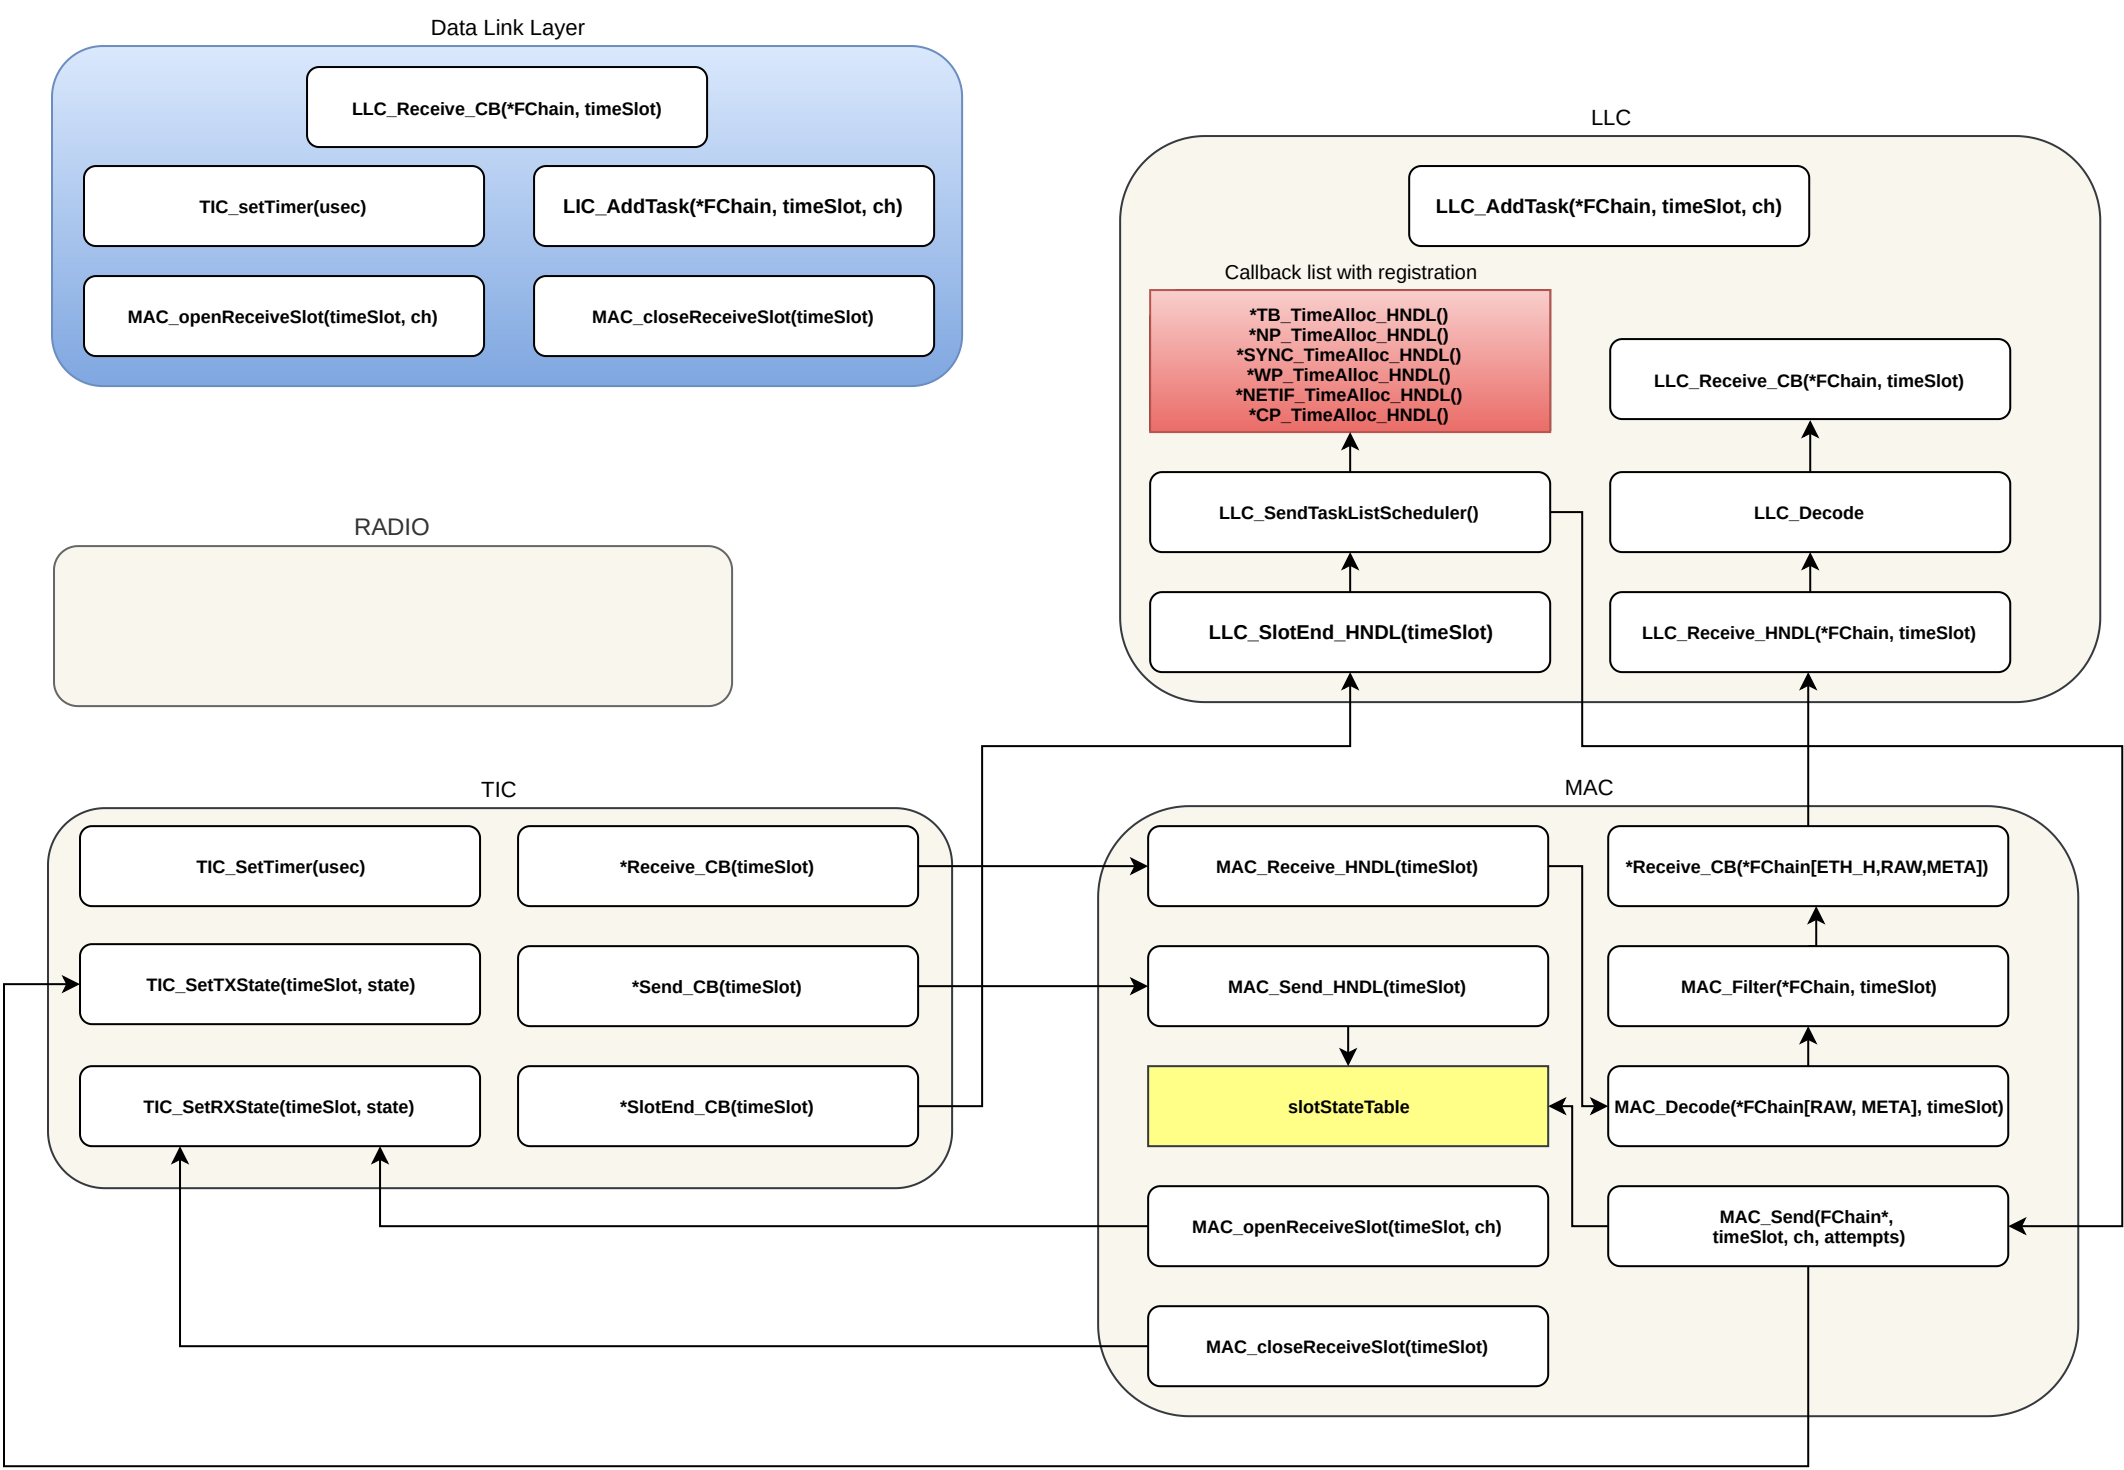 Data Link Layer
LLC_Receive_CB(*FChain, timeSlot)
TIC_setTimer(usec)
LIC_AddTask(*FChain, timeSlot, ch)
MAC_openReceiveSlot(timeSlot, ch)
MAC_closeReceiveSlot(timeSlot)
LLC
LLC_AddTask(*FChain, timeSlot, ch)
Callback list with registration
*TB_TimeAlloc_HNDL()
*NP_TimeAlloc_HNDL()
*SYNC_TimeAlloc_HNDL()
*WP_TimeAlloc_HNDL()
*NETIF_TimeAlloc_HNDL()
*CP_TimeAlloc_HNDL()
LLC_Receive_CB(*FChain, timeSlot)
LLC_SendTaskListScheduler()
LLC_Decode
LLC_SlotEnd_HNDL(timeSlot)
LLC_Receive_HNDL(*FChain, timeSlot)
RADIO
TIC
TIC_SetTimer(usec)
*Receive_CB(timeSlot)
TIC_SetTXState(timeSlot, state)
*Send_CB(timeSlot)
TIC_SetRXState(timeSlot, state)
*SlotEnd_CB(timeSlot)
MAC
MAC_Receive_HNDL(timeSlot)
*Receive_CB(*FChain[ETH_H,RAW,META])
MAC_Send_HNDL(timeSlot)
MAC_Filter(*FChain, timeSlot)
slotStateTable
MAC_Decode(*FChain[RAW, META], timeSlot)
MAC_openReceiveSlot(timeSlot, ch)
MAC_Send(FChain*,
timeSlot, ch, attempts)
MAC_closeReceiveSlot(timeSlot)